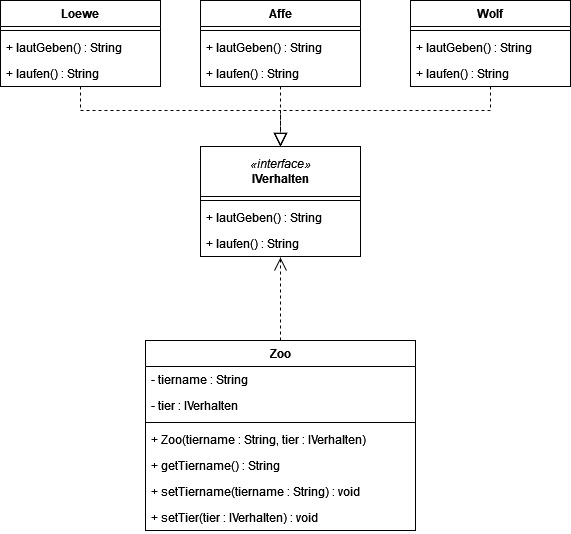 Loewe
+ lautGeben() : String
+ laufen() : String
Affe
+ lautGeben() : String
+ laufen() : String
Wolf
+ lautGeben() : String
+ laufen() : String
«interface»
IVerhalten
+ lautGeben() : String
+ laufen() : String
Zoo
- tiername : String
- tier : IVerhalten
+ Zoo(tiername : String, tier : IVerhalten)
+ getTiername() : String
+ setTiername(tiername : String) : void
+ setTier(tier : IVerhalten) : void